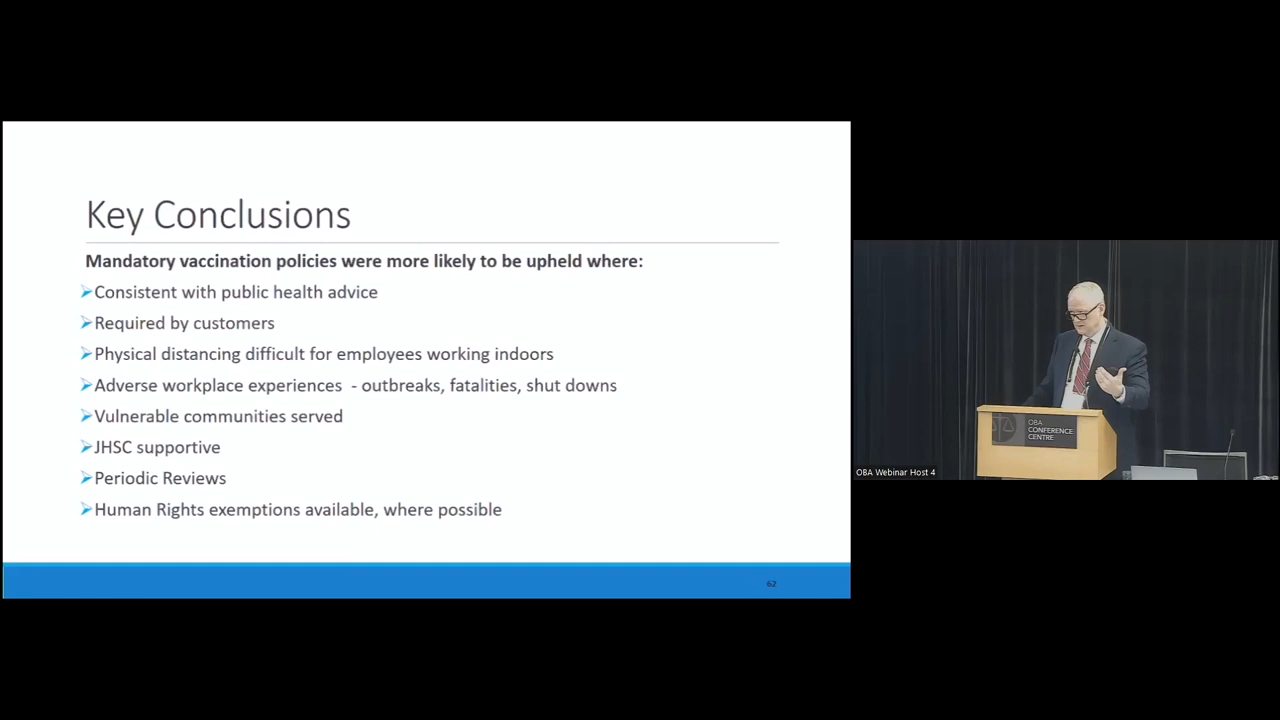 Key Conclusions
Mandatory vaccination policies were more likely to be upheld where:
➢Consistent with public health advice
➢Required by customers
➢Physical distancing difficult for employees working indoors
➢Adverse workplace experiences - outbreaks, fatalities, shut downs
➢Vulnerable communities served
➢JHSC supportive
➢Periodic Reviews
➢Human Rights exemptions available, where possible
62
OBA
CONFERENCE
CENTRE
OBA Webinar Host 4